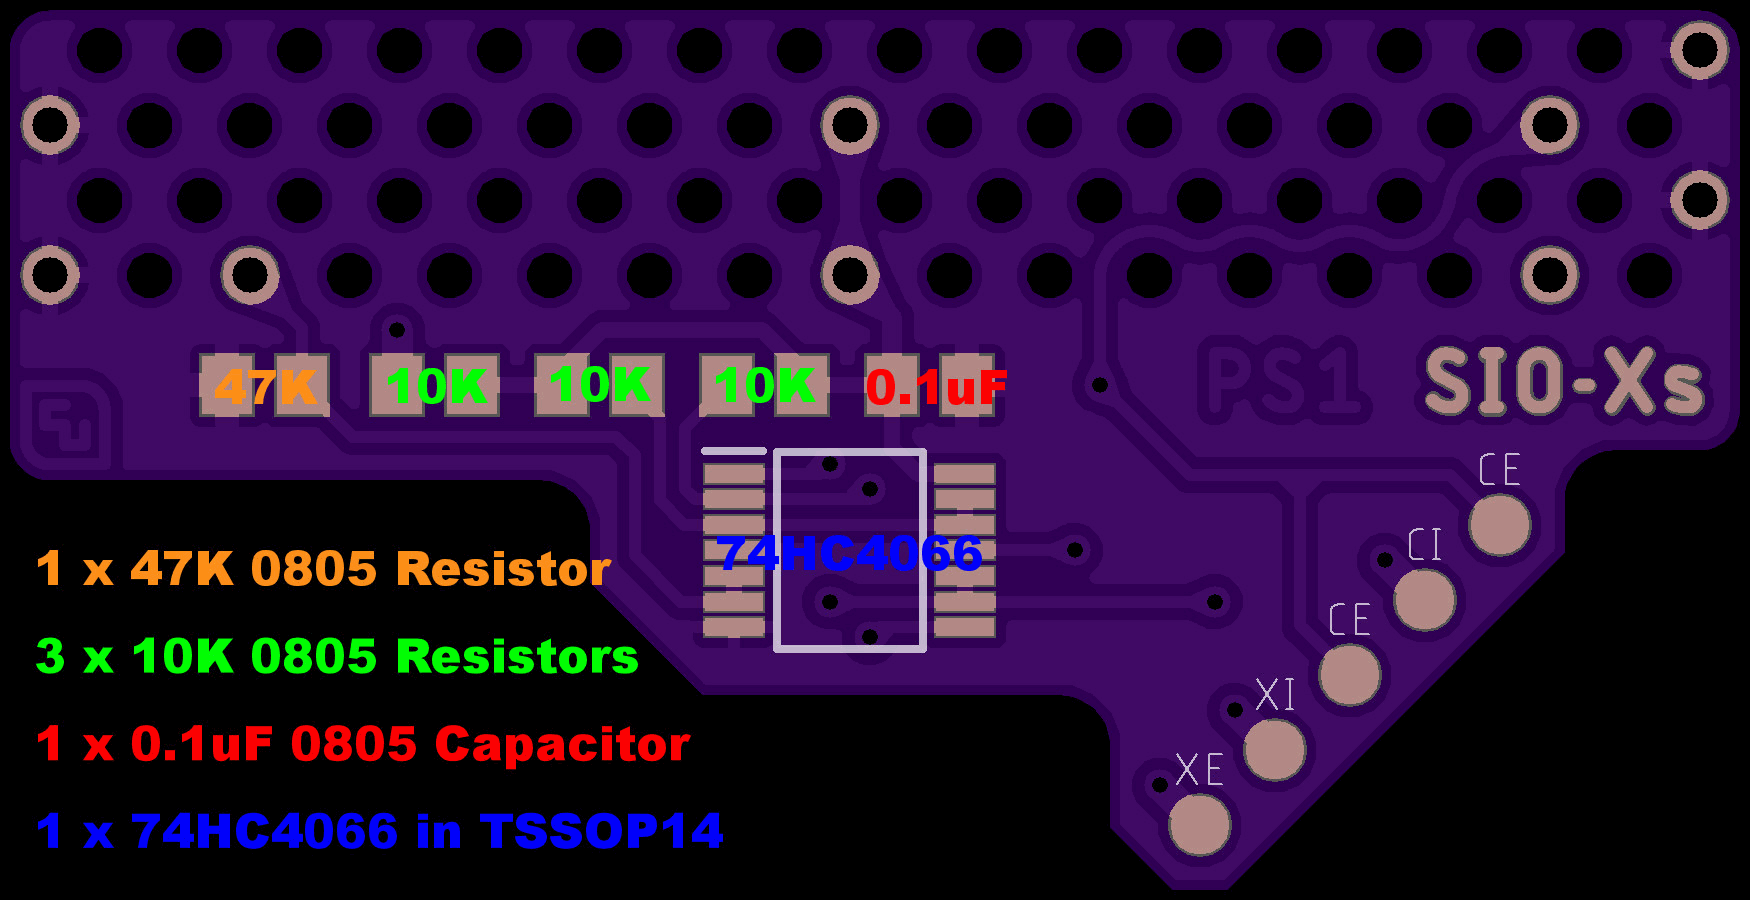 47K 10K 10K 10K 0.1uF PS1 SIO-Xs
CE
CI
74HC4066
1 x 47K 0805 Resistor
CE
3 x 10K 0805 Resistors
XI
1 x 0.1uF 0805 Capacitor
XE
1 x 74HC4066 in TSSOP14